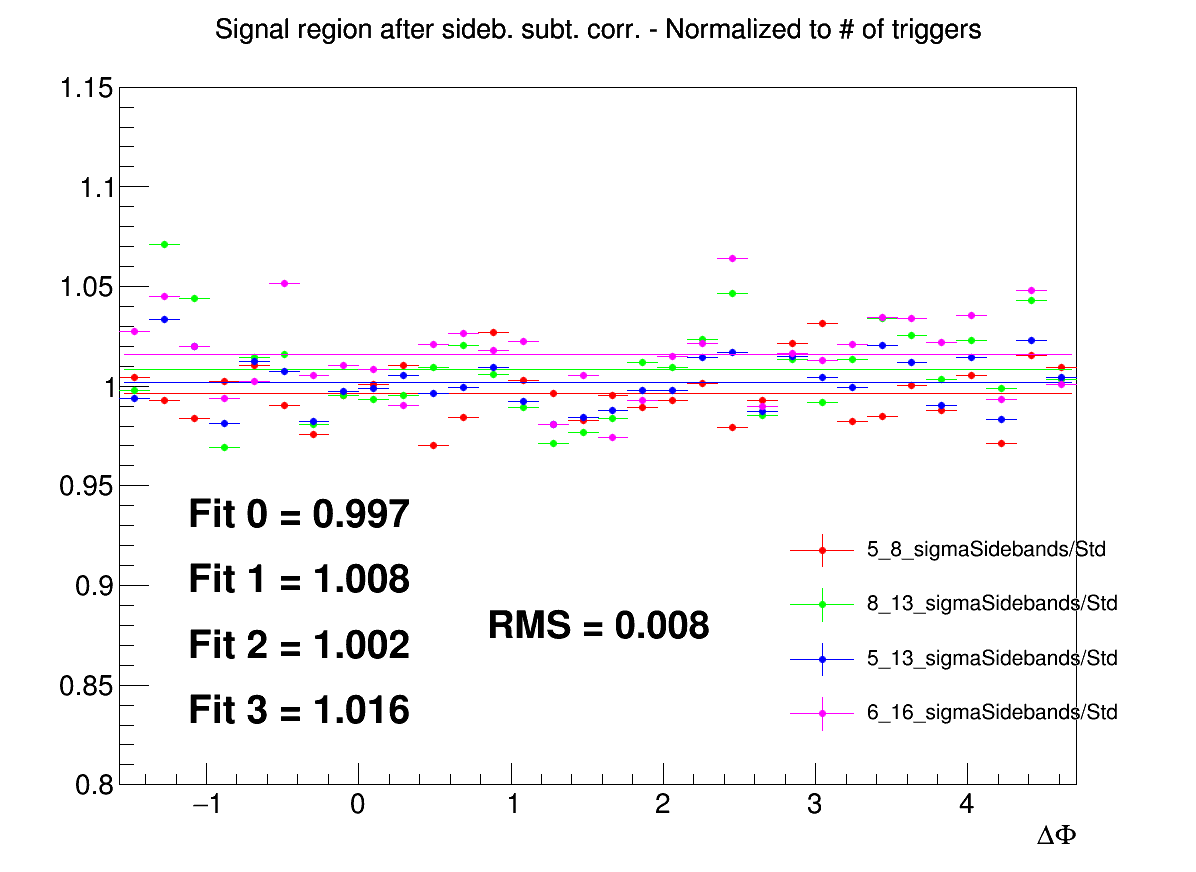 Signal region after sideb. subt. corr. - Normalized to # of triggers
1.15
1.1
1.05
1
0.95
0.9
0.85
0.8
Fit 0 = 0.997
Fit 1 = 1.008
Fit 2 = 1.002
Fit 3 = 1.016
RMS = 0.008
5_8_sigmaSidebands/Std
8_13_sigmaSidebands/Std
5_13_sigmaSidebands/Std
6_16_sigmaSidebands/Std
−1 0 1 2 3 4
ΔΦ